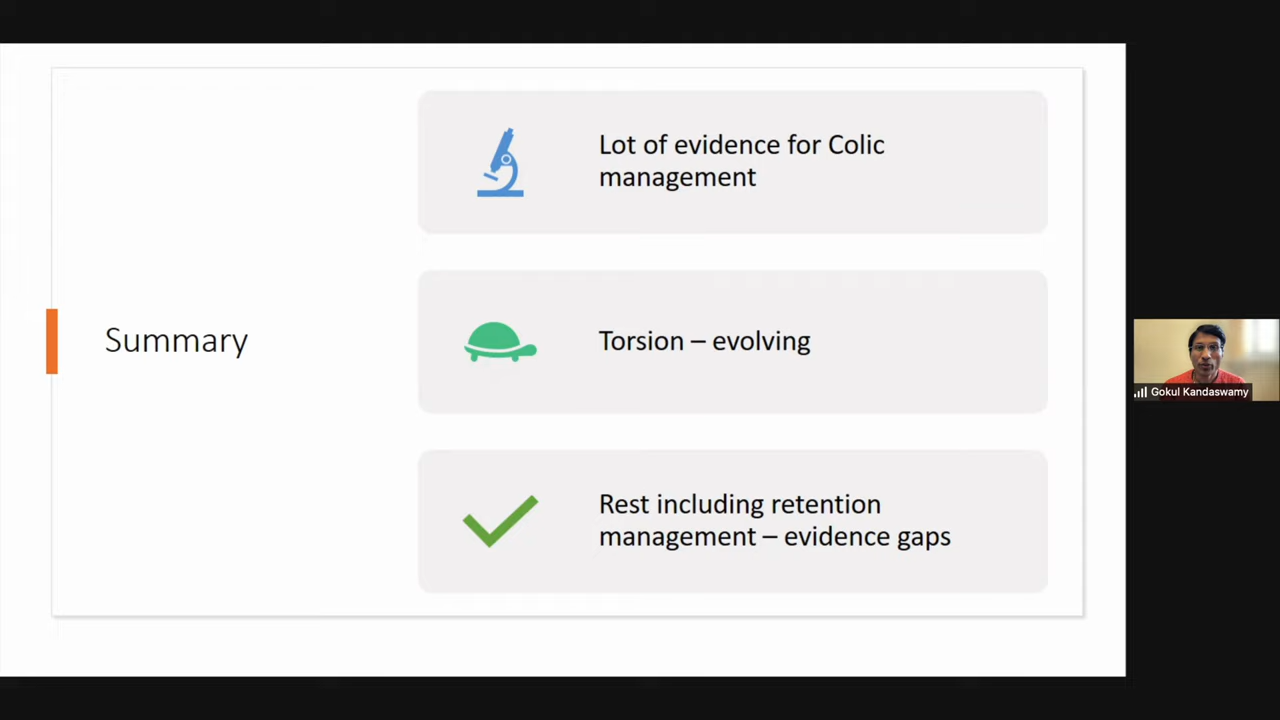 Summary
Lot of evidence for Colic
management
Torsion – evolving
Rest including retention
management – evidence gaps
Gokul Kandaswamy